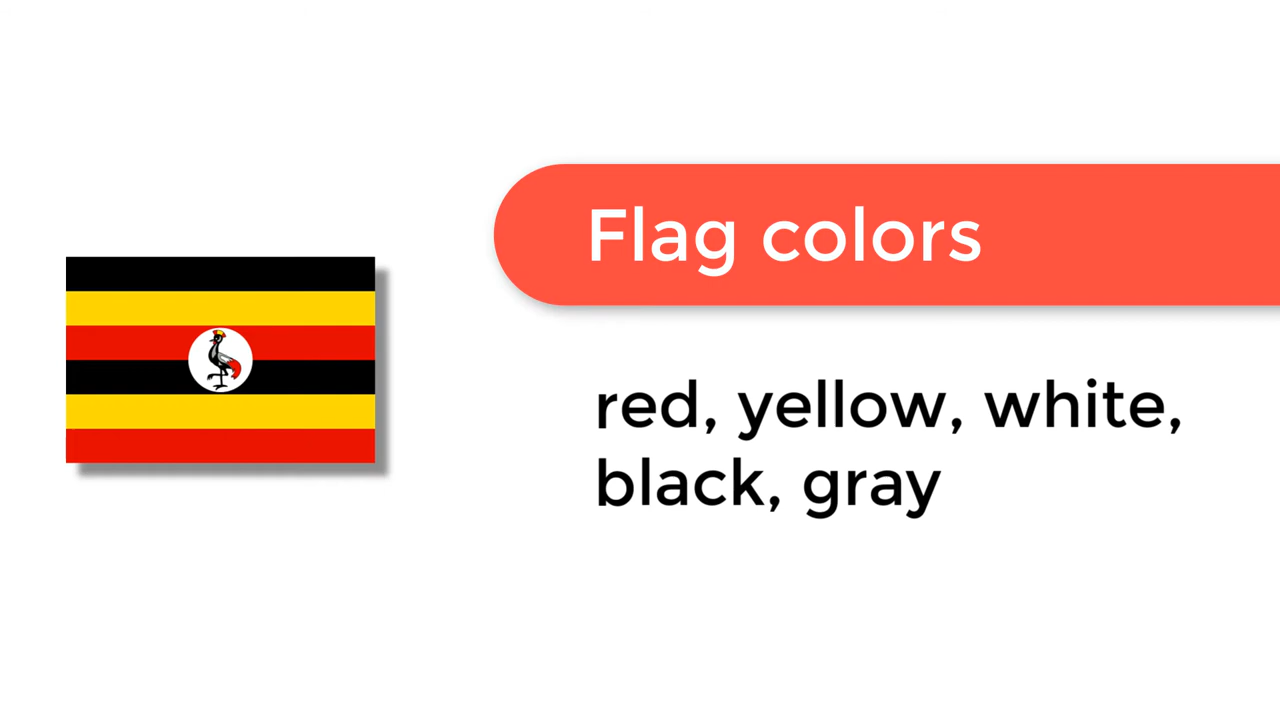 Flag colors
red, yellow, white,
black, gray